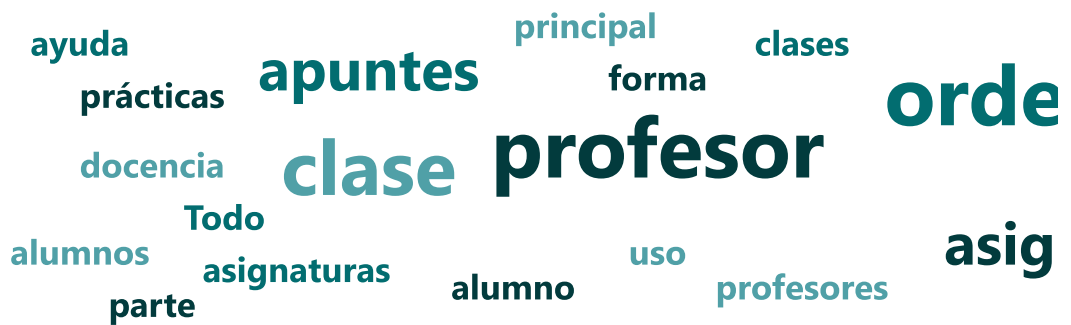 principal
ayuda
clases
apuntes
forma
prácticas
orde
profesor
docencia
clase
Todo
alumnos
uso
asig
asignaturas
alumno
profesores
parte